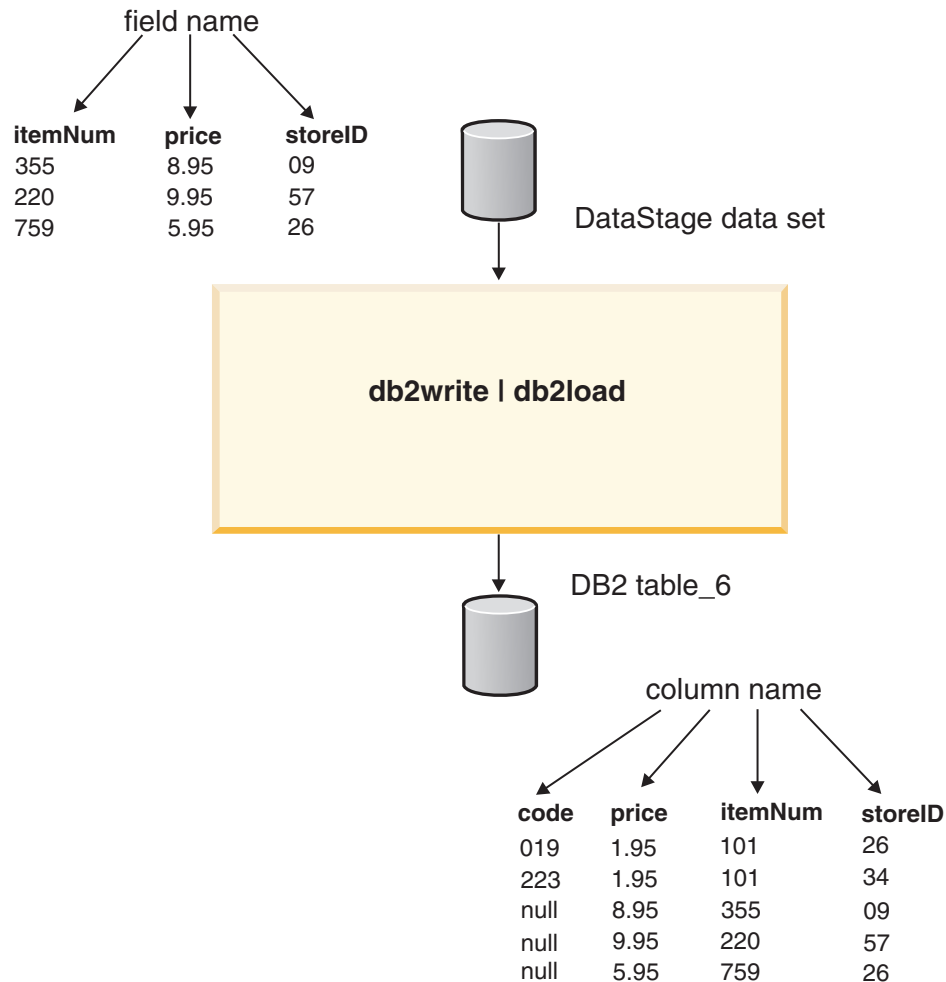 field name
itemNum price storeID
355 8.95 09
220 9.95 57
759 5.95 26
DataStage data set
db2write | db2load
DB2 table_6
column name
code price itemNum storeID
019 1.95 101 26
223 1.95 101 34
null 8.95 355 09
null 9.95 220 57
null 5.95 759 26